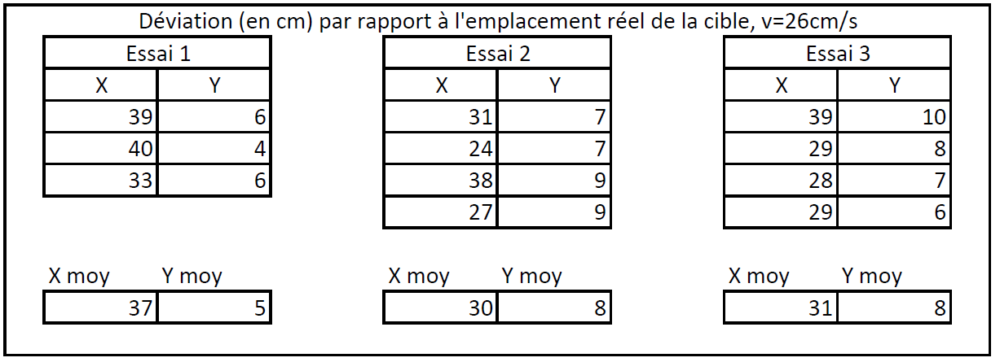 Déviation (en cm) par rapport à l'emplacement réel de la cible, v=26cm/s
Essai 1 Essai 2 Essai 3
X Y X Y X Y
39 6 31 7 39 10
40 4 24 7 29 8
33 6 38 9 28 7
27 9 29 6
X moy Y moy X moy Y moy X moy Y moy
37 5 30 8 31 8